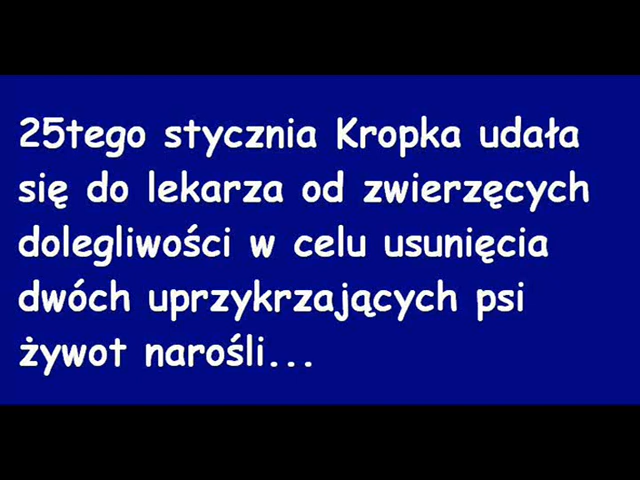 25tego stycznia Kropka udała
się do lekarza od zwierzęcych
dolegliwości w celu usunięcia
dwóch uprzykrzających psi
żywot narośli...